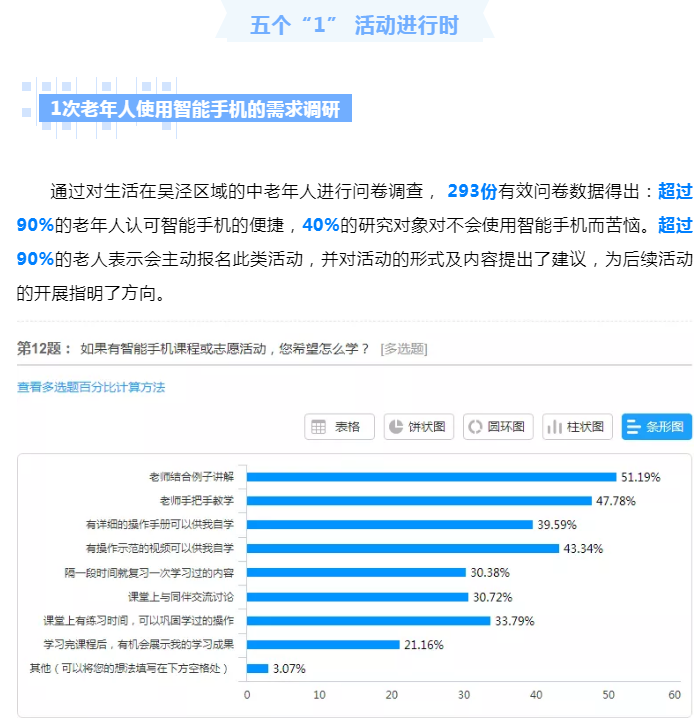 五个“1” 活动进行时
1次老年人使用智能手机的需求调研
通过对生活在吴泾区域的中老年人进行问卷调查， 293份有效问卷数据得出：超过
90%的老年人认可智能手机的便捷，40%的研究对象对不会使用智能手机而苦恼。超过
90%的老人表示会主动报名此类活动，并对活动的形式及内容提出了建议，为后续活动
的开展指明了方向。
第12题： 如果有智能手机课程或志愿活动，您希望怎么学？ [多选题]
查看多选题百分比计算方法
表格 饼状图 圆环图 柱状图 条形图
老师结合例子讲解 51.19%
老师手把手教学 47.78%
有详细的操作手册可以供我自学 39.59%
有操作示范的视频可以供我自学 43.34%
隔一段时间就复习一次学习过的内容 30.38%
课堂上与同伴交流讨论 30.72%
课堂上有练习时间，可以巩固学过的操作 33.79%
学习完课程后，有机会展示我的学习成果 21.16%
其他（可以将您的想法填写在下方空格处） 3.07%
0 10 20 30 40 50 60